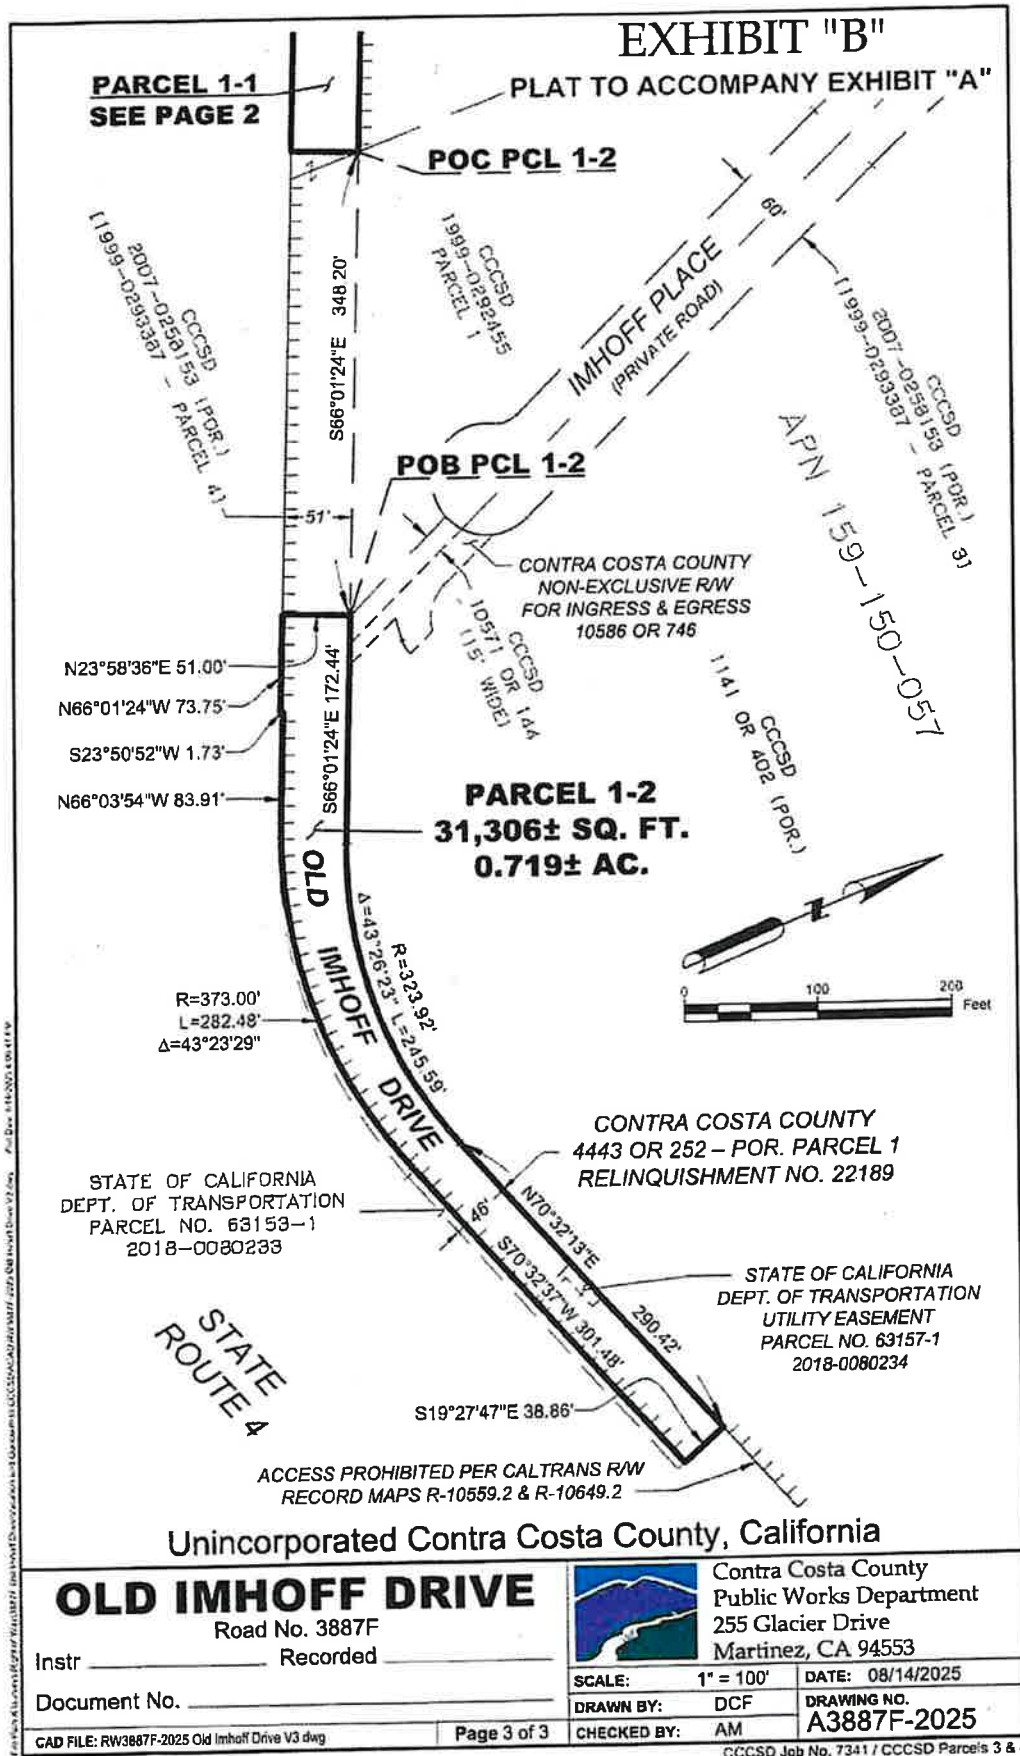 EXHIBIT "B"
PLAT TO ACCOMPANY EXHIBIT "A"
PARCEL 1-1
SEE PAGE 2
POC PCL 1-2
60'
CCCSD
2007-0258153 (POR.)
[1999-0293387 - PARCEL 4]
S66°01'24"E 348.20'
CCCSD
1999-0292455
PARCEL 1
IMHOFF PLACE
(PRIVATE ROAD)
CCCSD
2007-0258153 (POR.)
[1999-0293387 - PARCEL 3]
APN 159-150-057
POB PCL 1-2
51'
CONTRA COSTA COUNTY
NON-EXCLUSIVE R/W
FOR INGRESS & EGRESS
10586 OR 746
CCCSD
10571 OR 144
(15' WIDE)
CCCSD
1141 OR 402 (POR.)
N23°58'36"E 51.00'
N66°01'24"W 73.75'
S23°50'52"W 1.73'
N66°03'54"W 83.91'
S66°01'24"E 172.44'
PARCEL 1-2
31,306± SQ. FT.
0.719± AC.
N
0 100 200
Feet
OLD IMHOFF DRIVE
R=323.92'
Δ=43°26'23" L=245.59'
R=373.00'
L=282.48'
Δ=43°23'29"
CONTRA COSTA COUNTY
4443 OR 252 – POR. PARCEL 1
RELINQUISHMENT NO. 22189
STATE OF CALIFORNIA
DEPT. OF TRANSPORTATION
PARCEL NO. 63153-1
2018-0080233
46'
N70°32'13"E 290.42'
S70°32'37"W 301.48'
STATE OF CALIFORNIA
DEPT. OF TRANSPORTATION
UTILITY EASEMENT
PARCEL NO. 63157-1
2018-0080234
STATE
ROUTE 4
S19°27'47"E 38.86'
ACCESS PROHIBITED PER CALTRANS R/W
RECORD MAPS R-10559.2 & R-10649.2
Unincorporated Contra Costa County, California
OLD IMHOFF DRIVE
Road No. 3887F
Instr Recorded
Document No.
CAD FILE: RW3887F-2025 Old Imhoff Drive V3 dwg
Page 3 of 3
Contra Costa County
Public Works Department
255 Glacier Drive
Martinez, CA 94553
SCALE: 1" = 100'
DATE: 08/14/2025
DRAWN BY: DCF
DRAWING NO.
A3887F-2025
CHECKED BY: AM
CCCSD Job No. 7341 / CCCSD Parcels 3 &